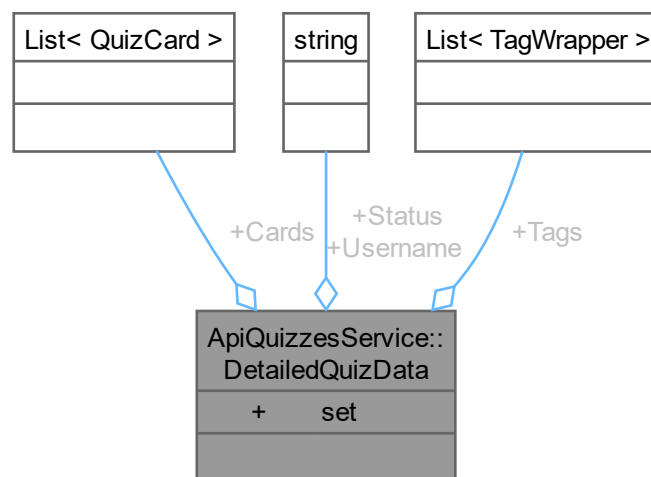 List< QuizCard >
string
List< TagWrapper >
+Cards
+Status
+Username
+Tags
ApiQuizzesService::
DetailedQuizData
+ set